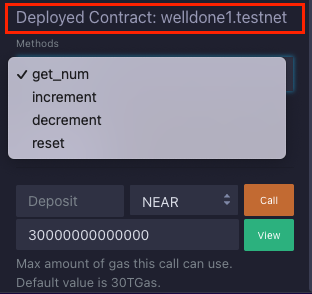 Deployed Contract: welldone1.testnet
Methods
✓ get_num
increment
decrement
reset
Deposit NEAR Call
30000000000000 View
Max amount of gas this call can use.
Default value is 30TGas.